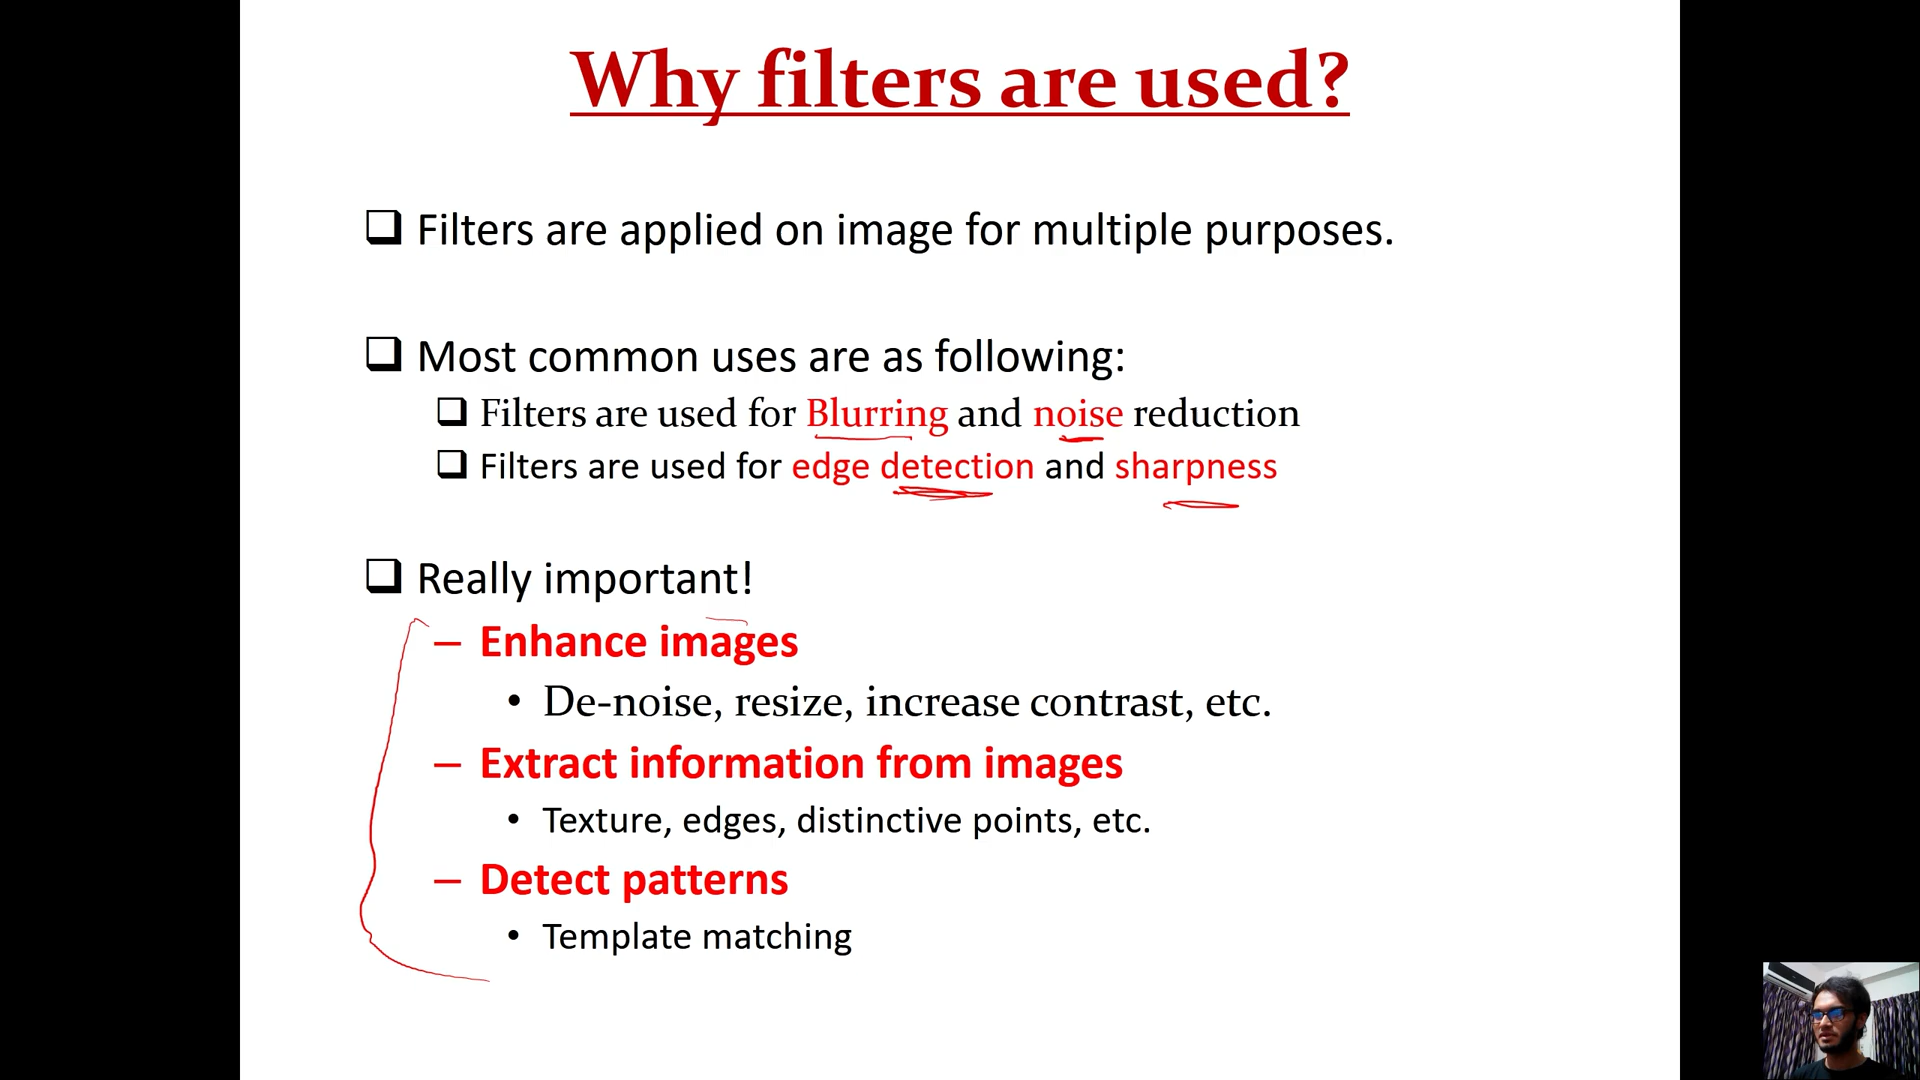 Why filters are used?
❑ Filters are applied on image for multiple purposes.
❑ Most common uses are as following:
❑ Filters are used for Blurring and noise reduction
❑ Filters are used for edge detection and sharpness
❑ Really important!
– Enhance images
• De-noise, resize, increase contrast, etc.
– Extract information from images
• Texture, edges, distinctive points, etc.
– Detect patterns
• Template matching